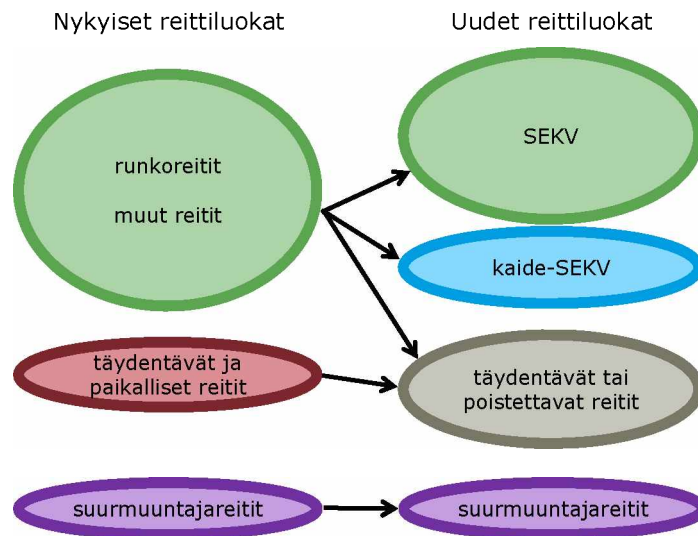 Nykyiset reittiluokat
Uudet reittiluokat
runkoreitit
muut reitit
SEKV
kaide-SEKV
täydentävät ja
paikalliset reitit
täydentävät tai
poistettavat reitit
suurmuuntajareitit
suurmuuntajareitit